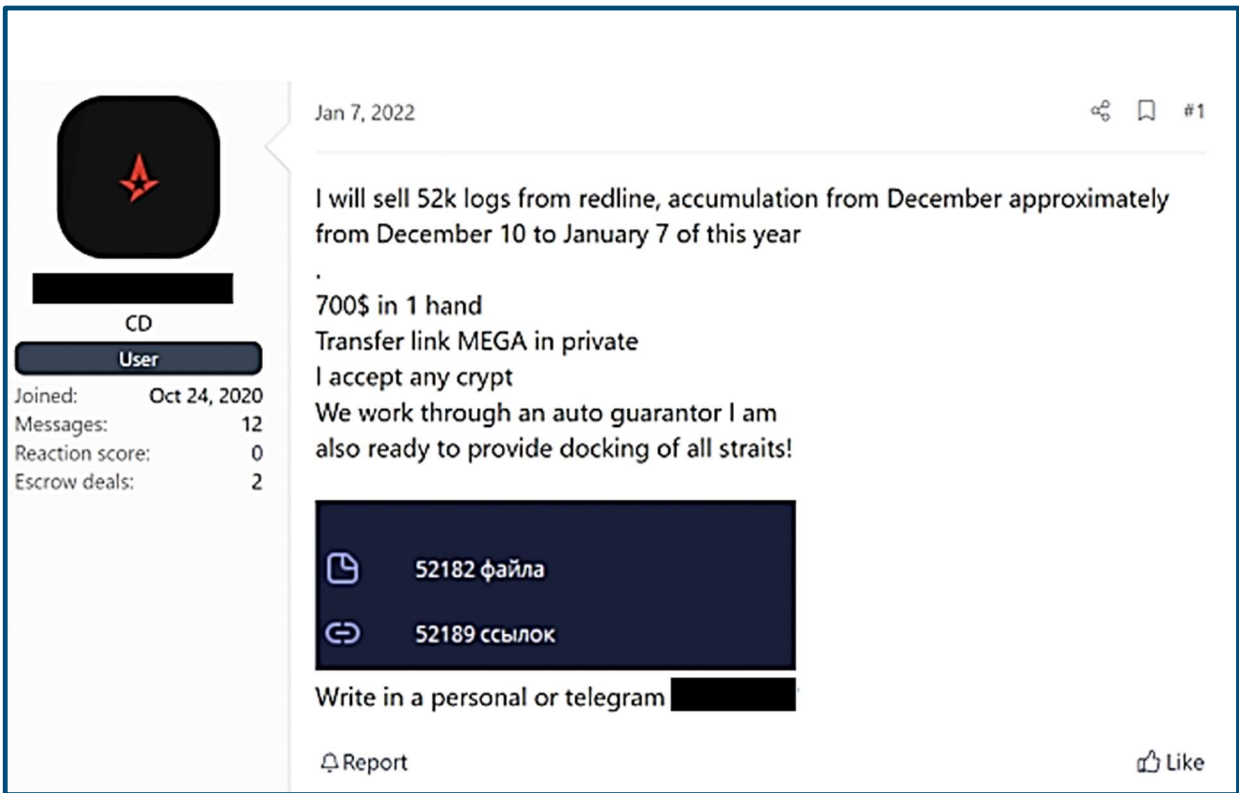 Jan 7, 2022
#1
CD
User
Joined: Oct 24, 2020
Messages: 12
Reaction score: 0
Escrow deals: 2
I will sell 52k logs from redline, accumulation from December approximately
from December 10 to January 7 of this year
.
700$ in 1 hand
Transfer link MEGA in private
I accept any crypt
We work through an auto guarantor I am
also ready to provide docking of all straits!
52182 файла
52189 ссылок
Write in a personal or telegram
Report
Like